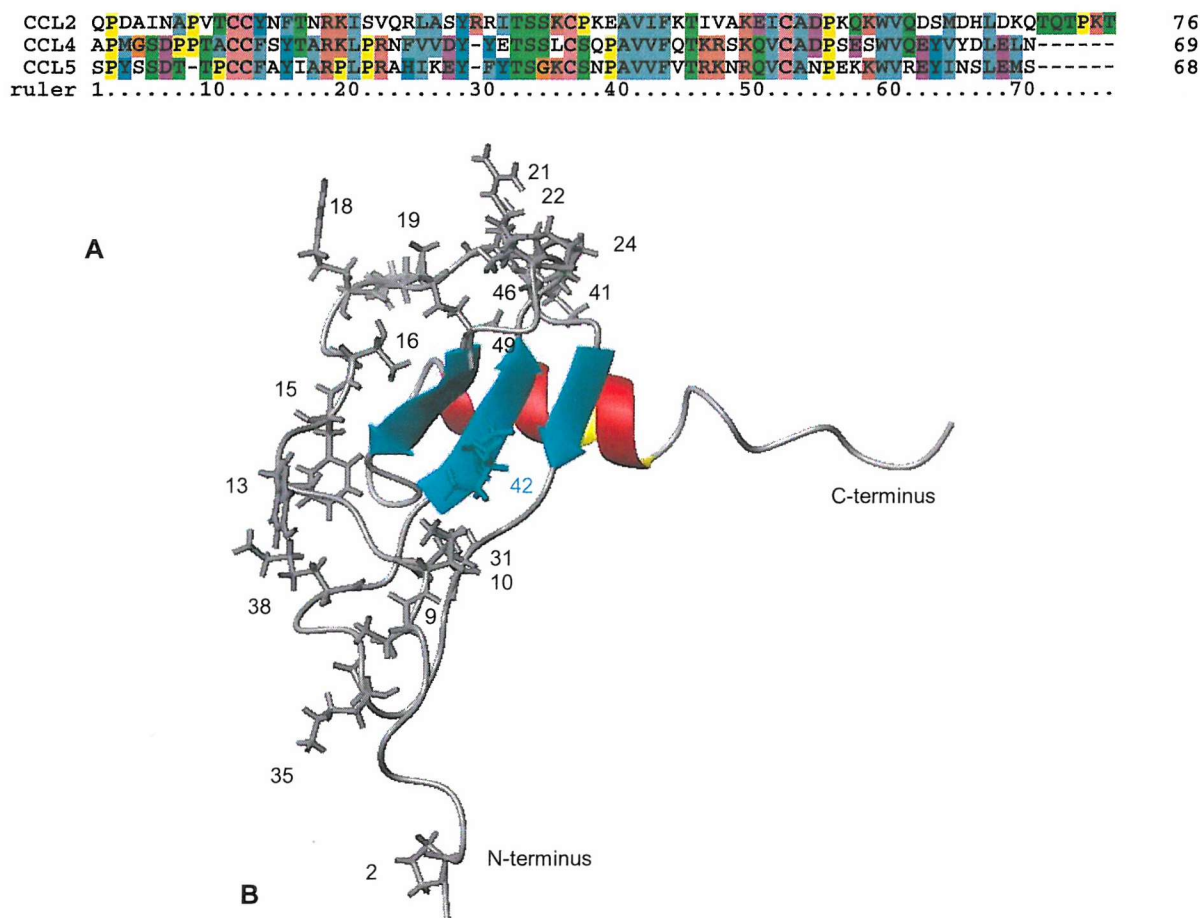 CCL2 QPDAINAPVTCCYNFTNRKISVQRLASYRRITSSKCPKEAVIFKTIVAKEICADPKQKWVQDSMDHLDKQTQTPKT 76
CCL4 APMGSDPPTACCFSYTARKLPRNFVVDY-YETSSLCSQPAVVFQTKRSKQVCADPSESWVQEYVYDLELN------ 69
CCL5 SPYSSDT-TPCCFAYIARPLPRAHIKEY-FYTSGKCSNPAVVFVTRKNRQVCANPEKKWVREYINSLEMS------ 68
ruler 1.......10........20........30........40........50........60........70......
21
22
18
19
24
A
46
41
16
49
15
13
42
C-terminus
31
10
38
9
35
N-terminus
2
B